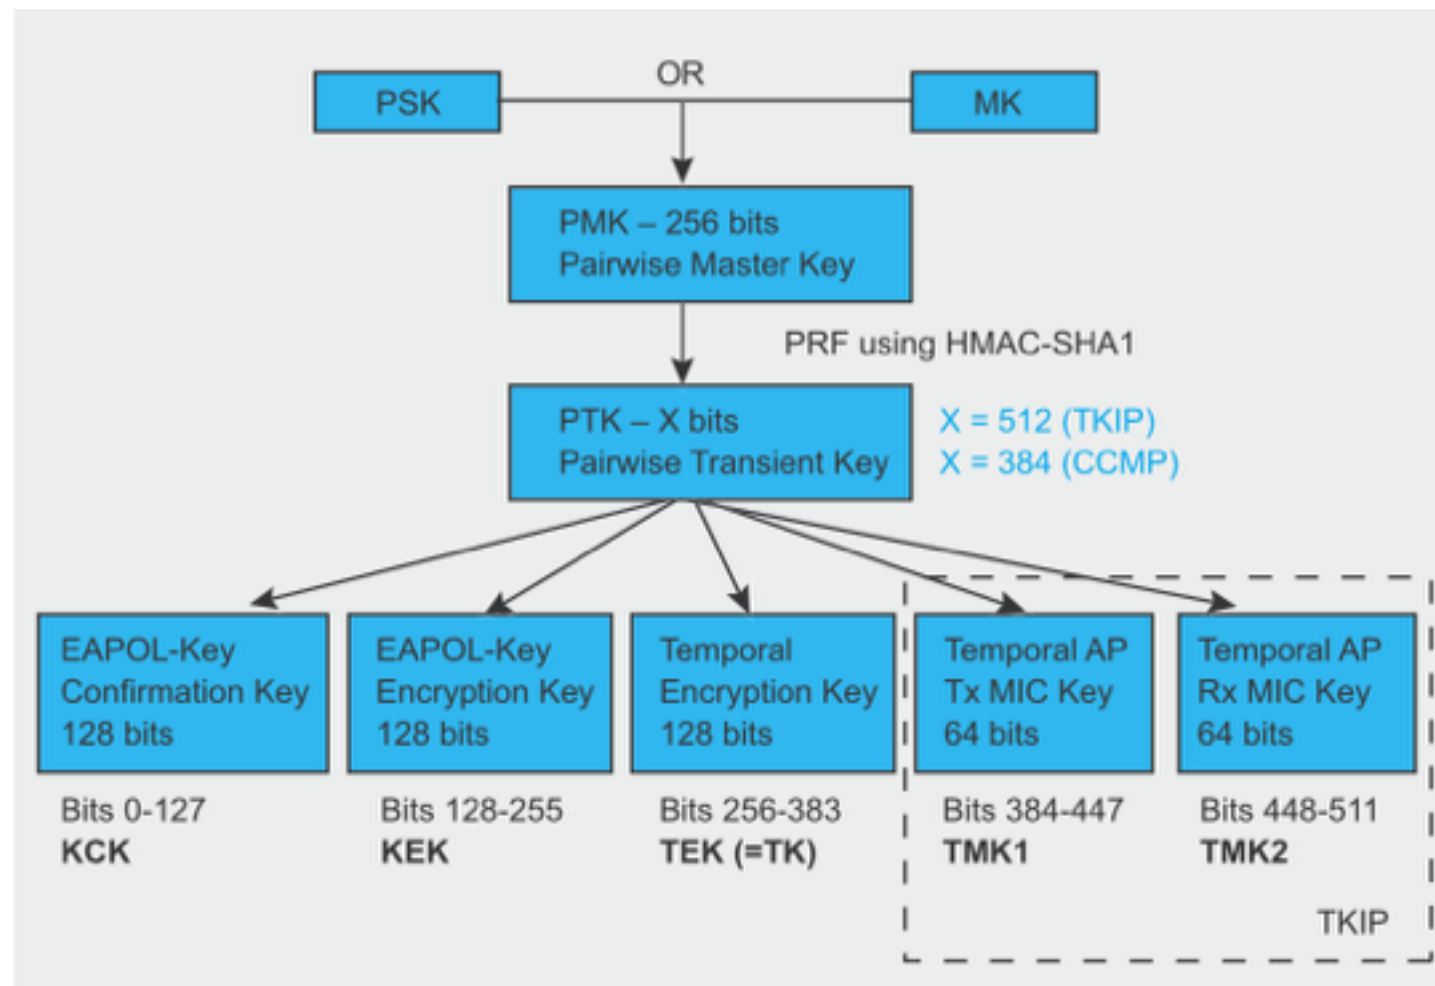 OR
PSK
MK
PMK – 256 bits
Pairwise Master Key
PRF using HMAC-SHA1
PTK – X bits
Pairwise Transient Key
X = 512 (TKIP)
X = 384 (CCMP)
EAPOL-Key
Confirmation Key
128 bits
EAPOL-Key
Encryption Key
128 bits
Temporal
Encryption Key
128 bits
Temporal AP
Tx MIC Key
64 bits
Temporal AP
Rx MIC Key
64 bits
Bits 0-127
KCK
Bits 128-255
KEK
Bits 256-383
TEK (=TK)
Bits 384-447
TMK1
Bits 448-511
TMK2
TKIP